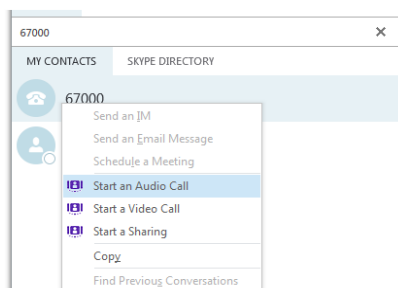 67000
MY CONTACTS SKYPE DIRECTORY
67000
Send an IM
Send an Email Message
Schedule a Meeting
Start an Audio Call
Start a Video Call
Start a Sharing
Copy
Find Previous Conversations